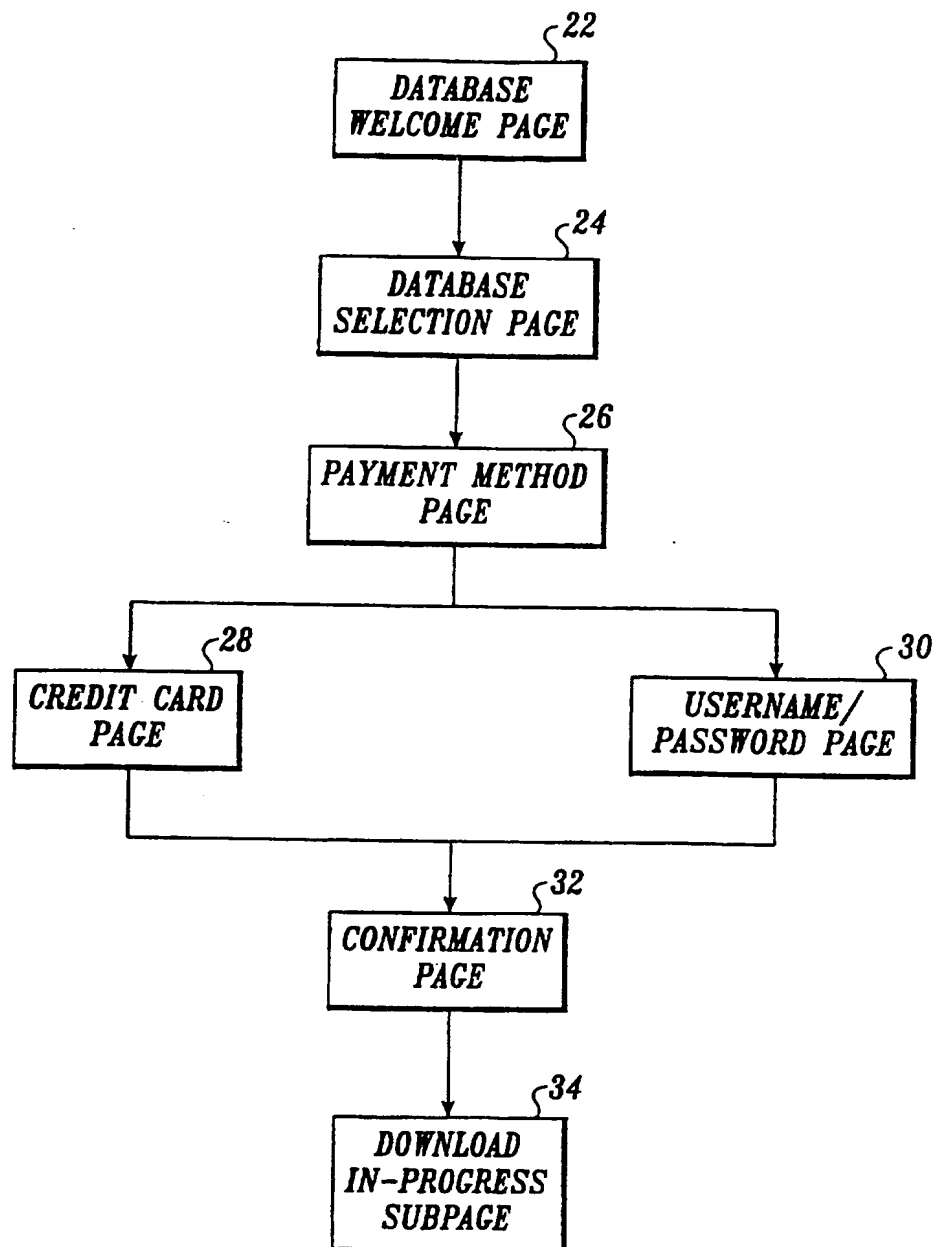 22
DATABASE
WELCOME PAGE
24
DATABASE
SELECTION PAGE
26
PAYMENT METHOD
PAGE
28
CREDIT CARD
PAGE
30
USERNAME/
PASSWORD PAGE
32
CONFIRMATION
PAGE
34
DOWNLOAD
IN-PROGRESS
SUBPAGE